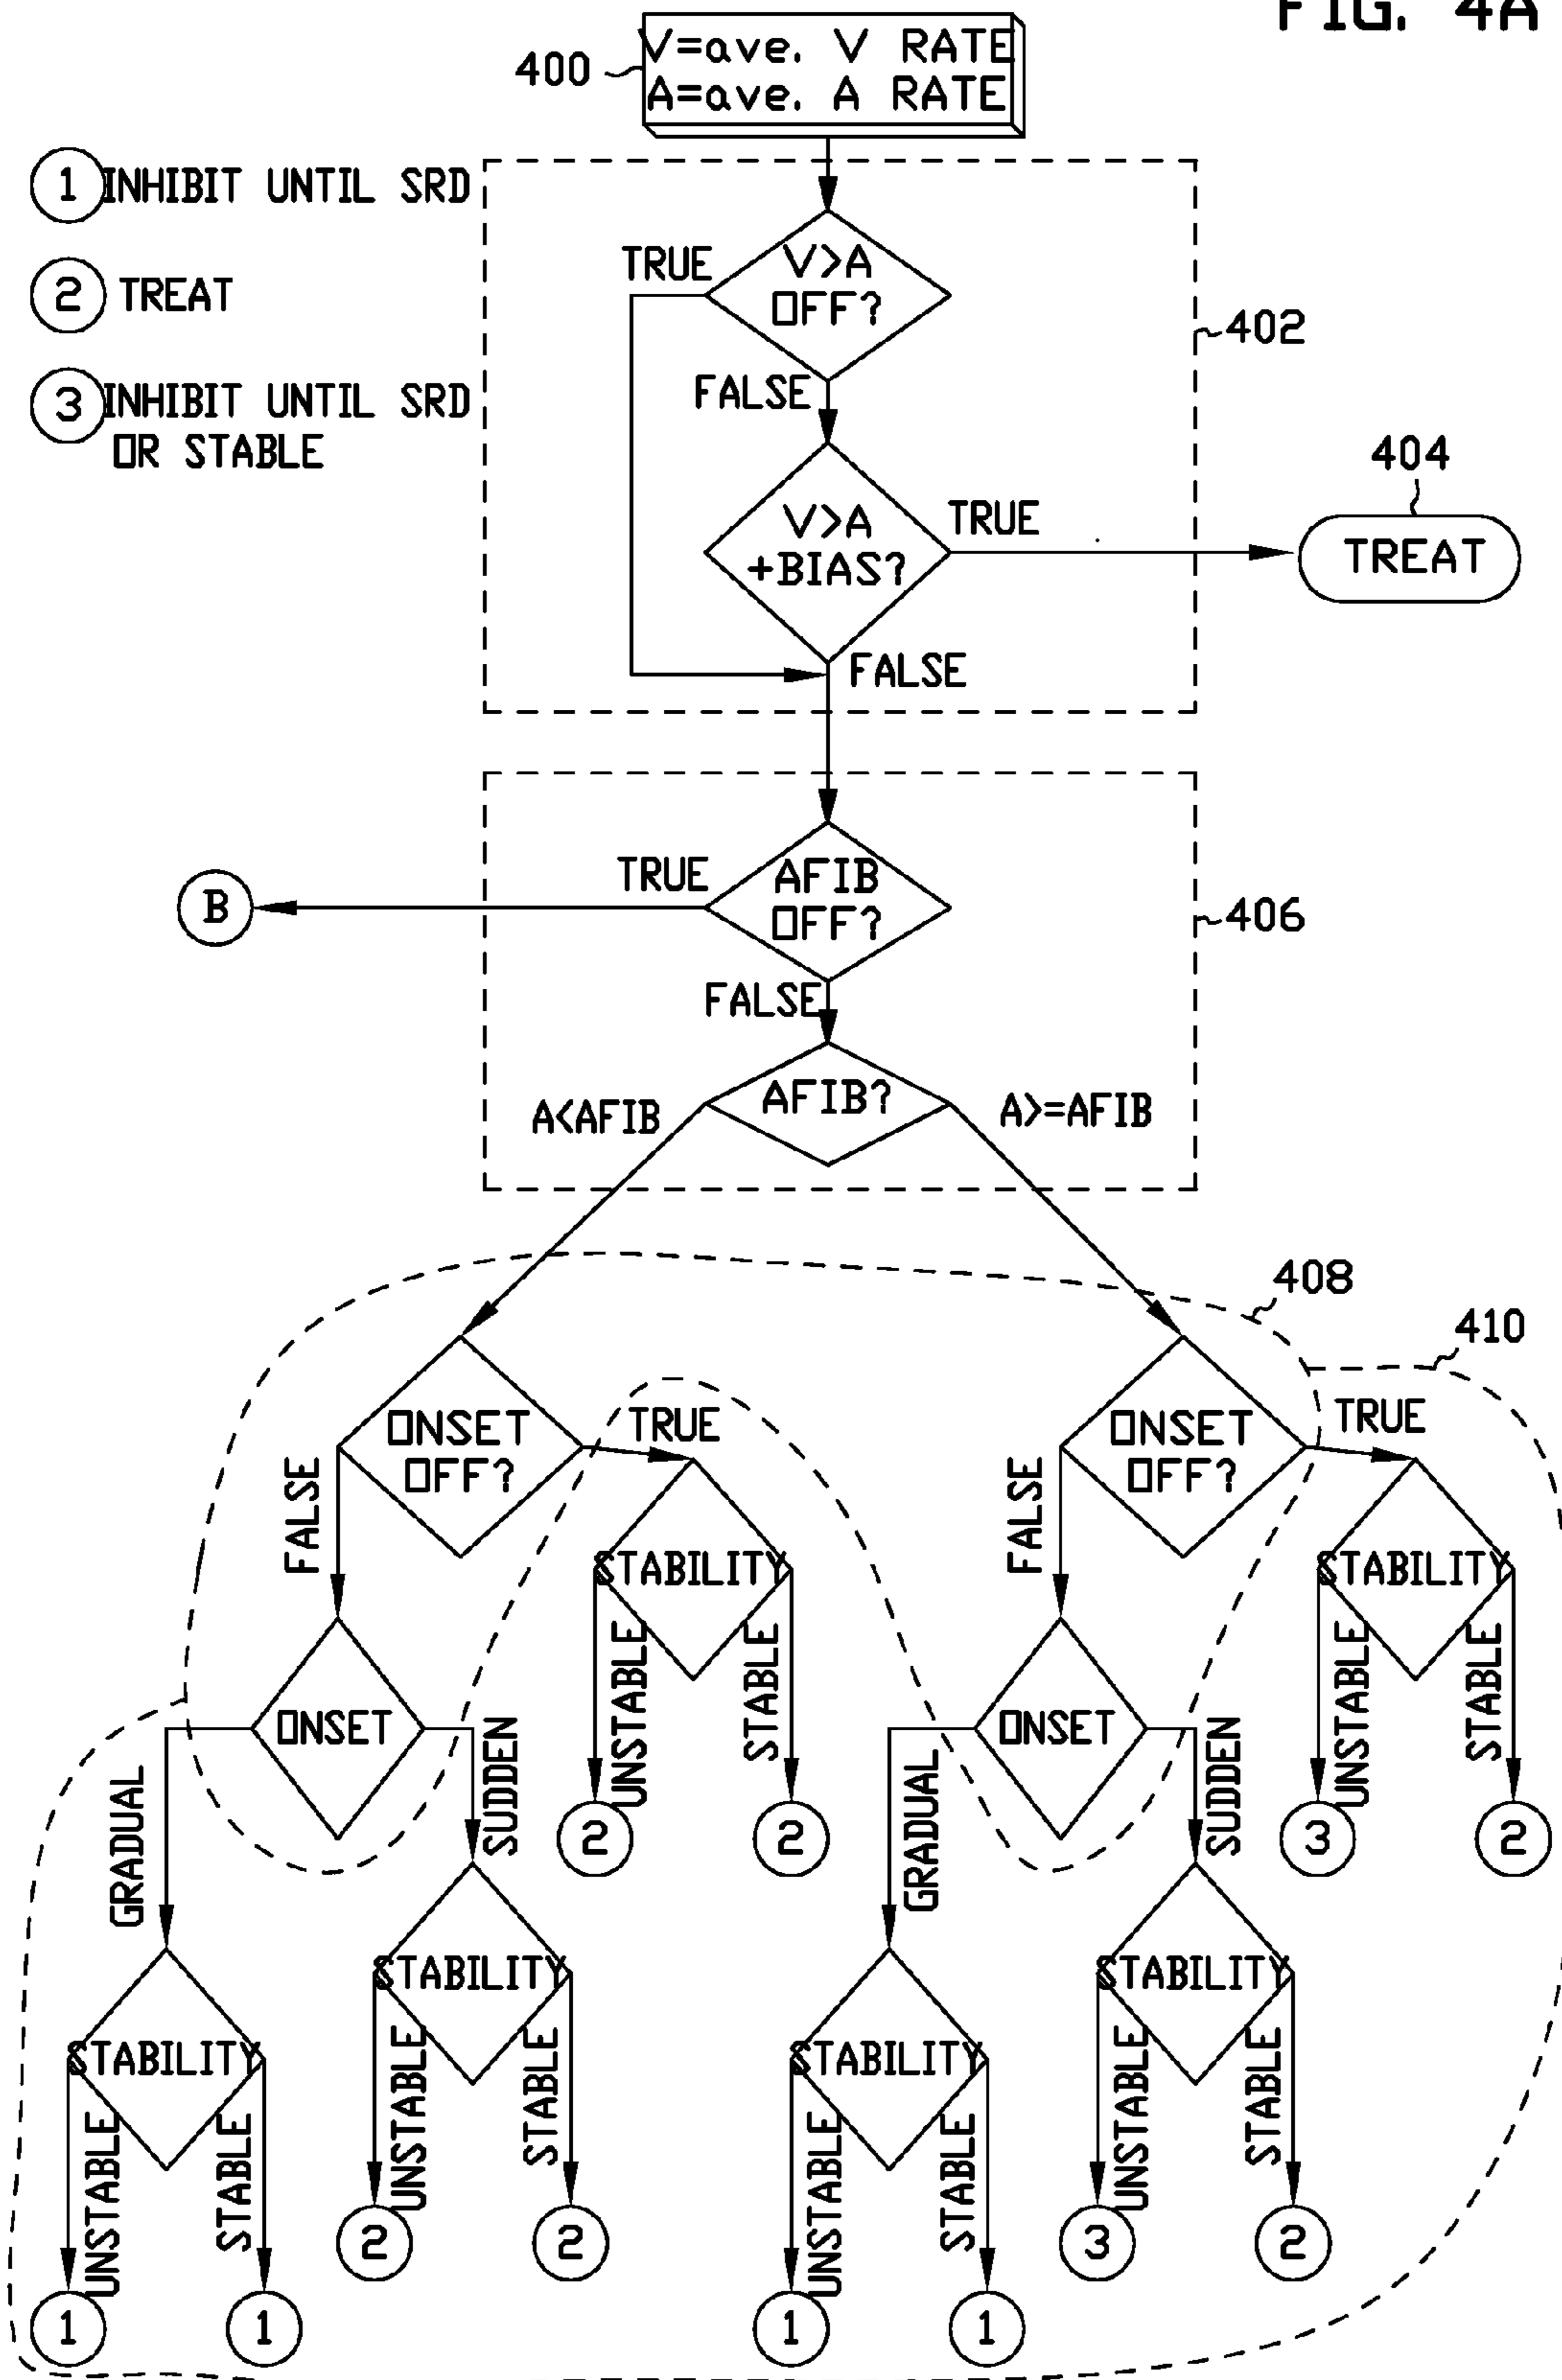 FIG. 4A
400
V=ave. V RATE
A=ave. A RATE
1 INHIBIT UNTIL SRD
2 TREAT
3 INHIBIT UNTIL SRD
OR STABLE
TRUE
V>A
OFF?
402
FALSE
V>A
+BIAS?
TRUE
404
TREAT
FALSE
B
TRUE
AFIB
OFF?
406
FALSE
A<AFIB
AFIB?
A>=AFIB
408
410
ONSET
OFF?
TRUE
FALSE
STABILITY
UNSTABLE
STABLE
2
2
ONSET
GRADUAL
SUDDEN
STABILITY
UNSTABLE
STABLE
1
1
STABILITY
UNSTABLE
STABLE
2
2
ONSET
OFF?
TRUE
FALSE
STABILITY
UNSTABLE
STABLE
3
2
ONSET
GRADUAL
SUDDEN
STABILITY
UNSTABLE
STABLE
1
1
STABILITY
UNSTABLE
STABLE
3
2